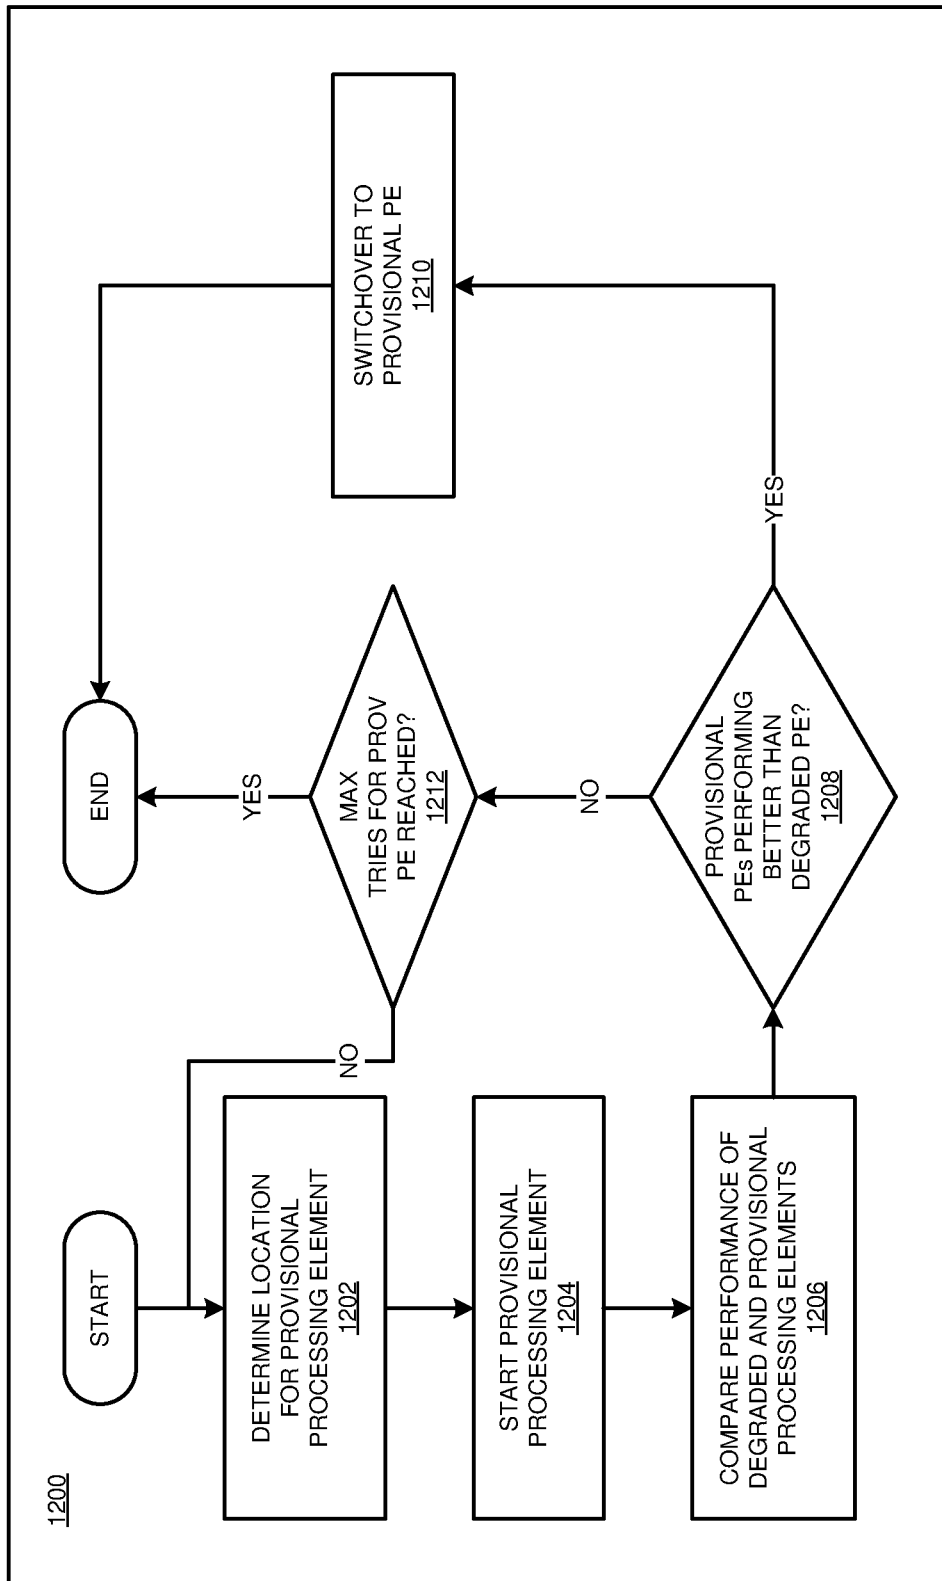 1200
START
DETERMINE LOCATION
FOR PROVISIONAL
PROCESSING ELEMENT
1202
START PROVISIONAL
PROCESSING ELEMENT
1204
COMPARE PERFORMANCE OF
DEGRADED AND PROVISIONAL
PROCESSING ELEMENTS
1206
PROVISIONAL
PEs PERFORMING
BETTER THAN
DEGRADED PE?
1208
NO
YES
MAX
TRIES FOR PROV
PE REACHED?
1212
NO
YES
SWITCHOVER TO
PROVISIONAL PE
1210
END